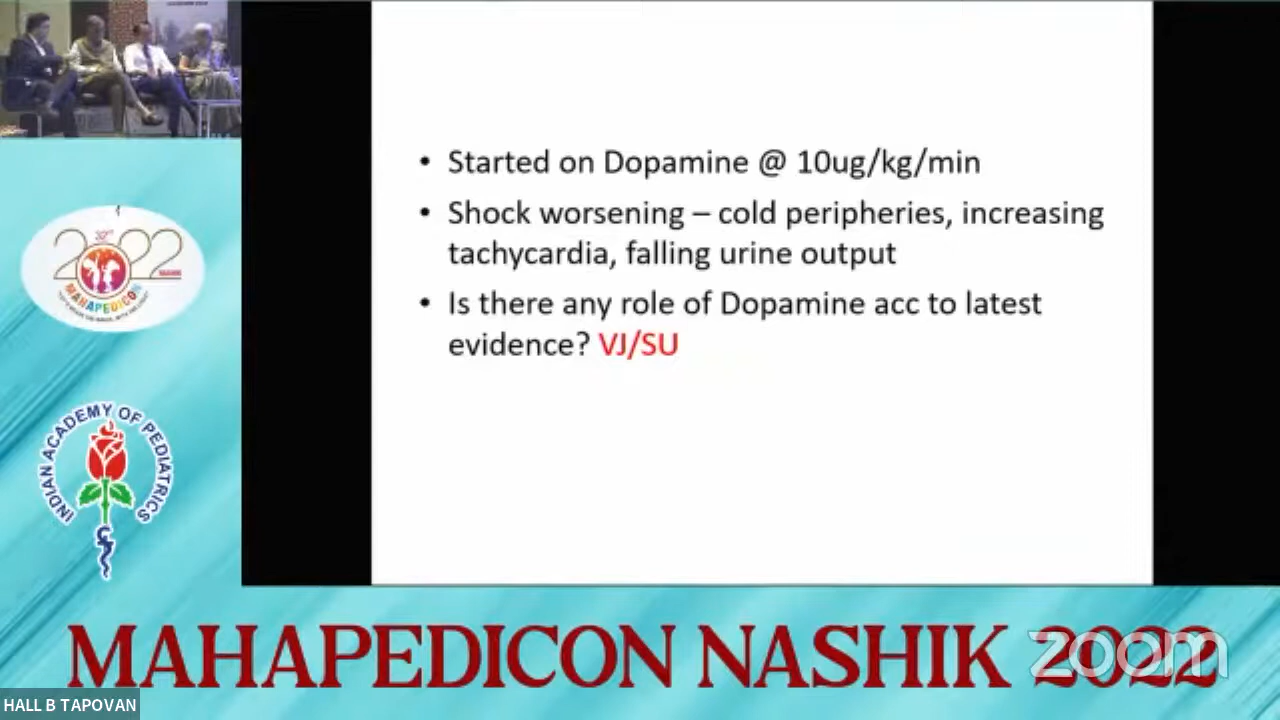 • Started on Dopamine @ 10ug/kg/min
• Shock worsening – cold peripheries, increasing
tachycardia, falling urine output
• Is there any role of Dopamine acc to latest
evidence? VJ/SU
2022
MAHAPEDICON
INDIAN ACADEMY OF PEDIATRICS
MAHAPEDICON NASHIK 2022
zoom
HALL B TAPOVAN